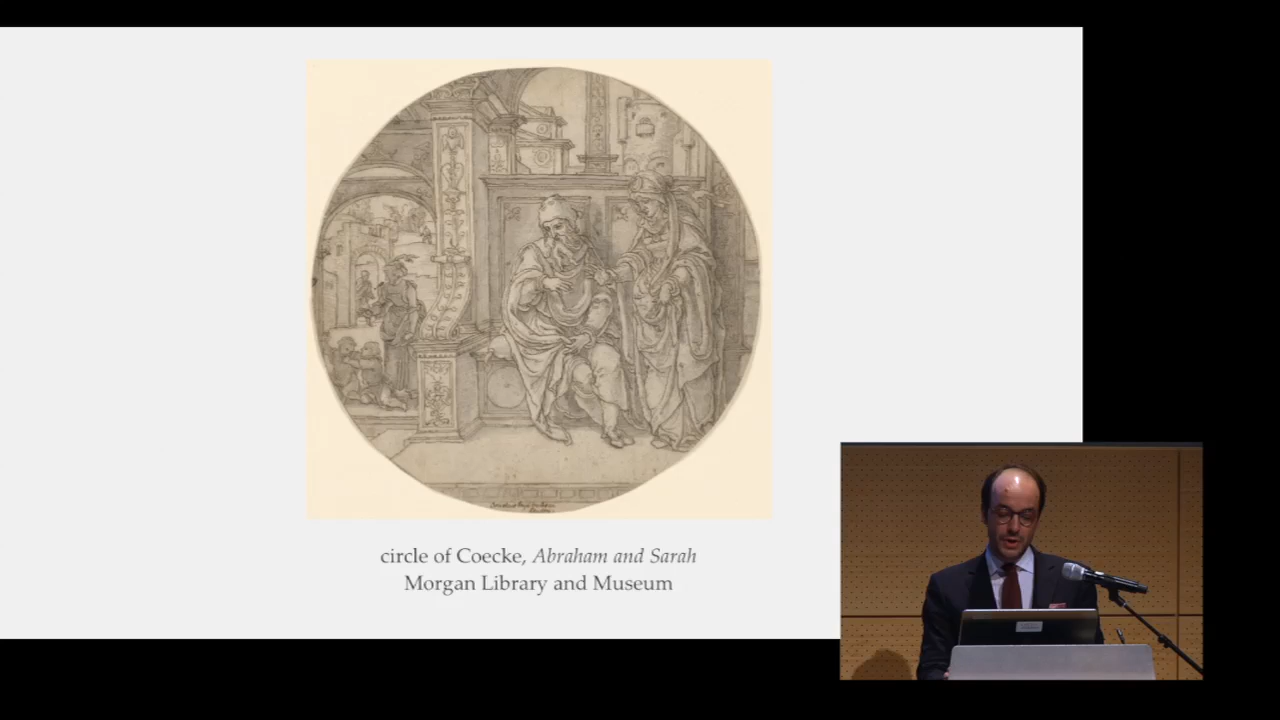 circle of Coecke, Abraham and Sarah
Morgan Library and Museum